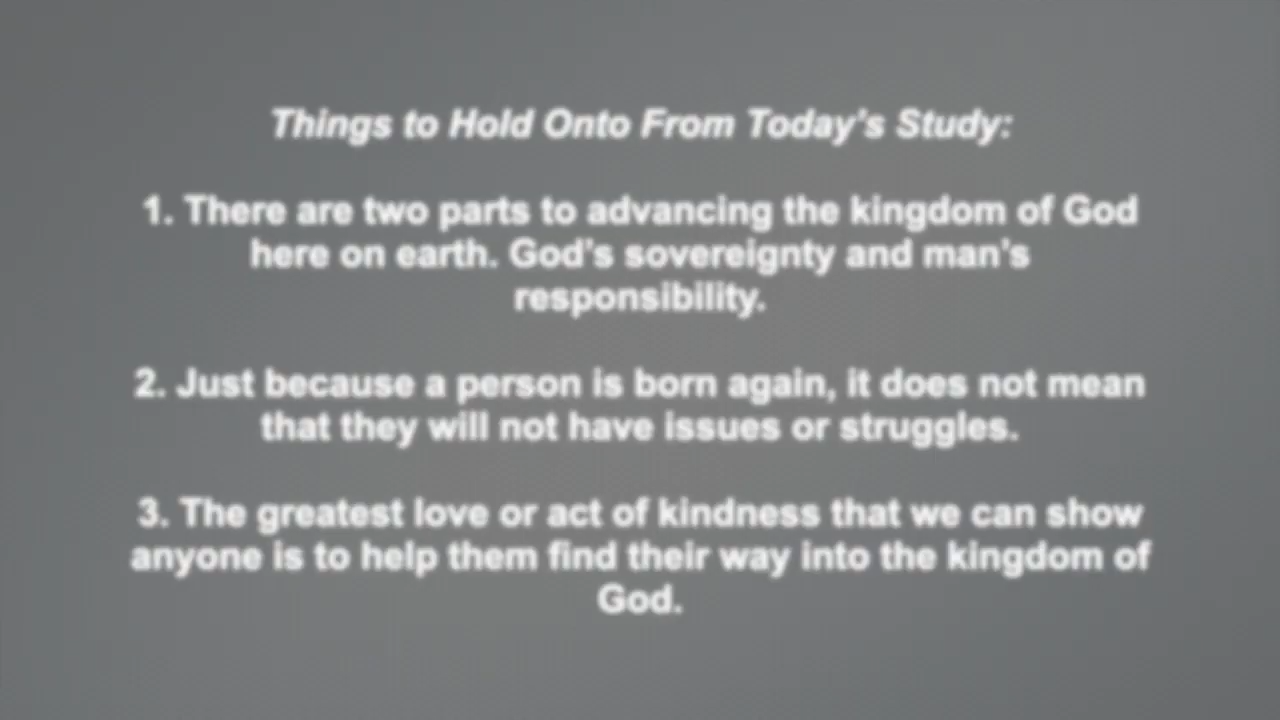 Things to Hold Onto From Today's Study:
1. There are two parts to advancing the kingdom of God
here on earth. God's sovereignty and man's
responsibility.
2. Just because a person is born again, it does not mean
that they will not have issues or struggles.
3. The greatest love or act of kindness that we can show
anyone is to help them find their way into the kingdom of
God.